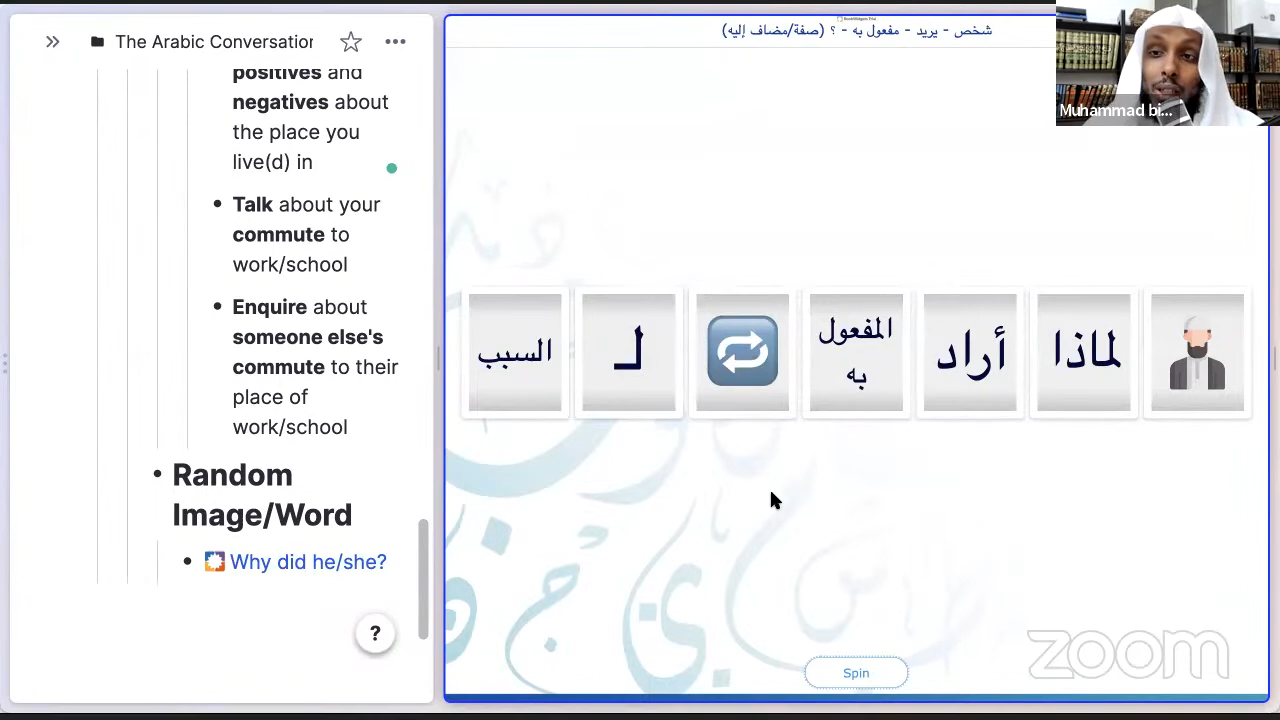 The Arabic Conversation
positives and
negatives about
the place you
live(d) in
• Talk about your
commute to
work/school
• Enquire about
someone else's
commute to their
place of
work/school
• Random
Image/Word
• Why did he/she?
?
شخص - يريد - مفعول به - ؟ (صفة/مضاف إليه)
لماذا
أراد
المفعول
به
لـ
السبب
Spin
Muhammad bi...
zoom